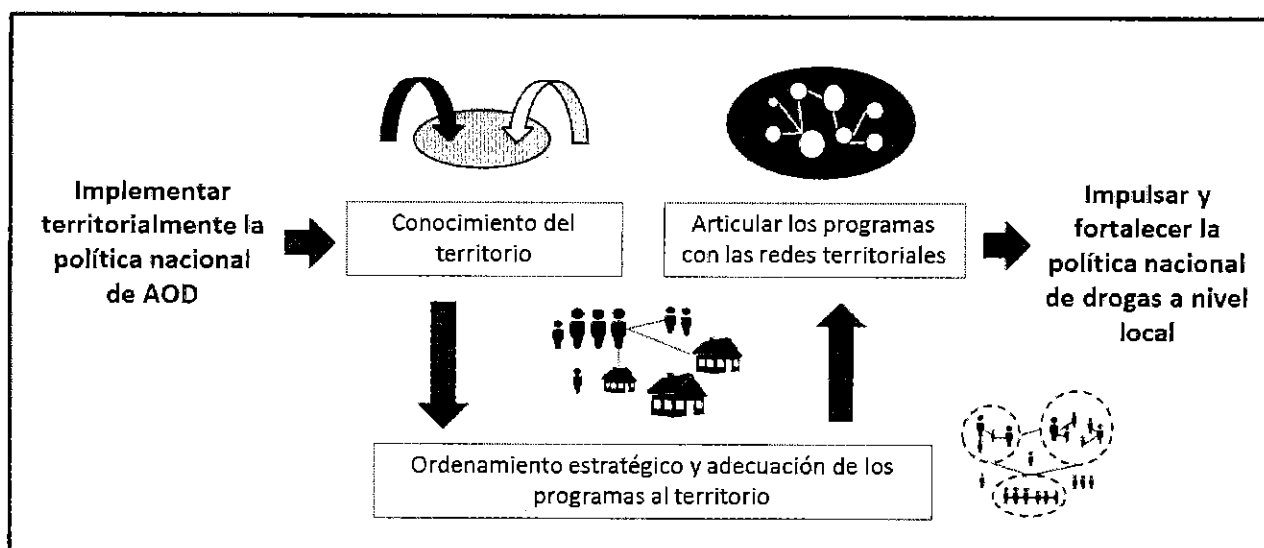 Implementar
territorialmente la
política nacional
de AOD
Conocimiento del
territorio
Ordenamiento estratégico y adecuación de los
programas al territorio
Articular los programas
con las redes territoriales
Impulsar y
fortalecer la
política nacional
de drogas a nivel
local